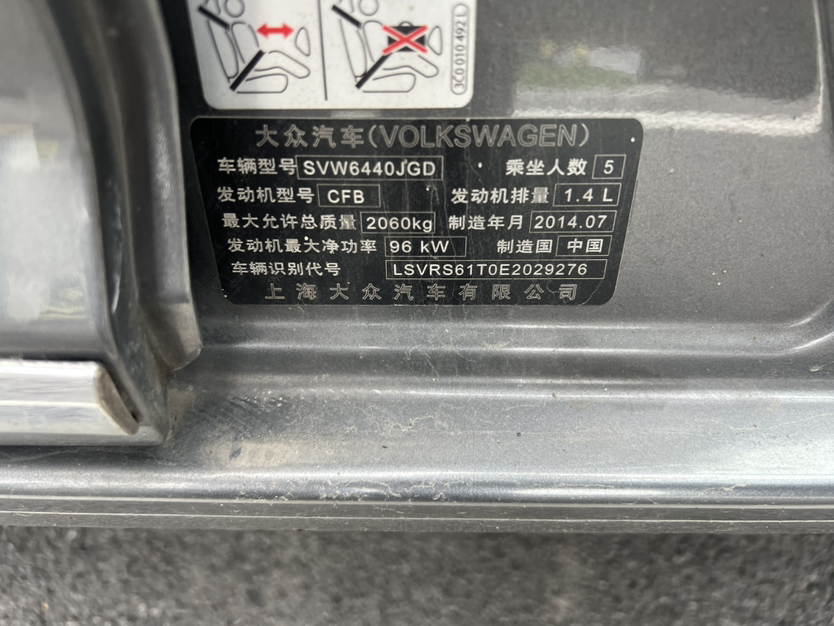 3C0 010 492 D
大众汽车(VOLKSWAGEN)
车辆型号 SVW6440JGD 乘坐人数 5
发动机型号 CFB 发动机排量 1.4 L
最大允许总质量 2060kg 制造年月 2014.07
发动机最大净功率 96 kW 制造国 中国
车辆识别代号 LSVRS61T0E2029276
上海大众汽车有限公司